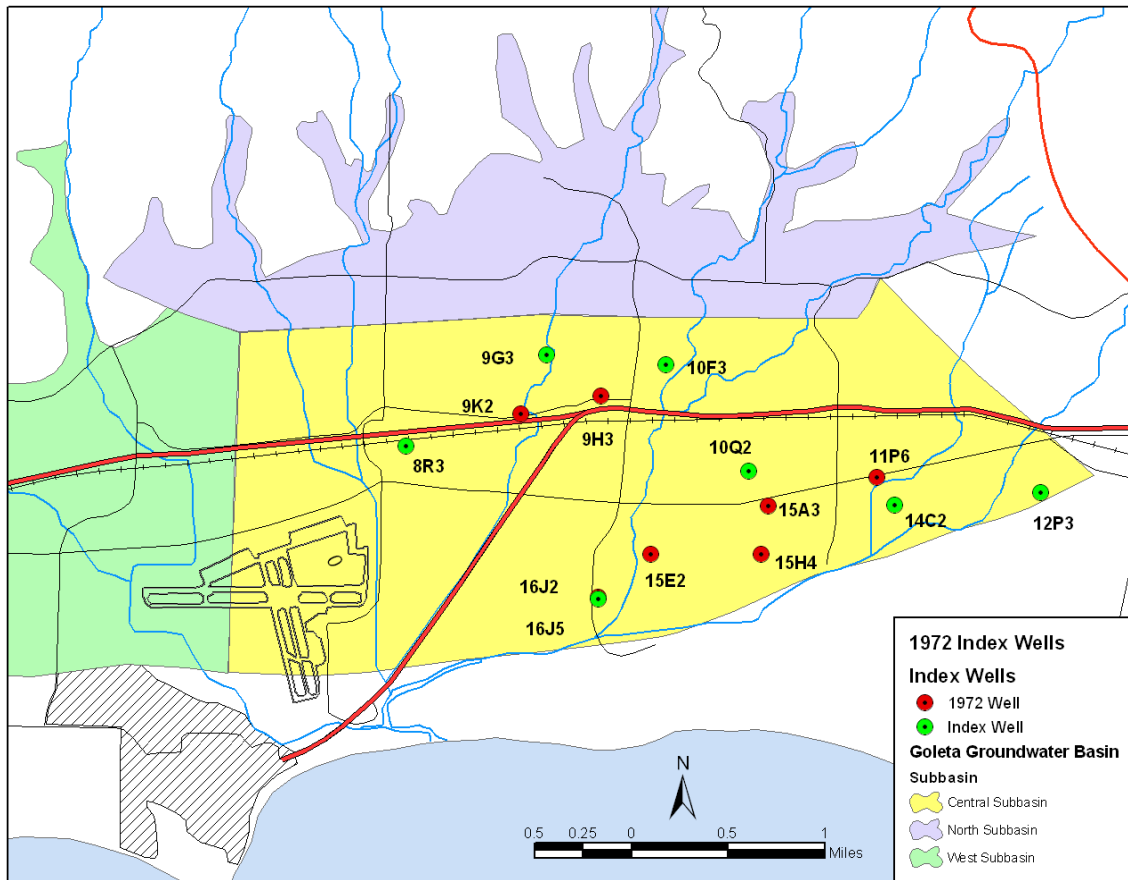 9G3
10F3
9K2
9H3
8R3
10Q2
11P6
15A3
14C2
12P3
15E2
15H4
16J2
16J5
1972 Index Wells
Index Wells
1972 Well
Index Well
Goleta Groundwater Basin
Subbasin
Central Subbasin
North Subbasin
West Subbasin
N
0.5 0.25 0 0.5 1
Miles